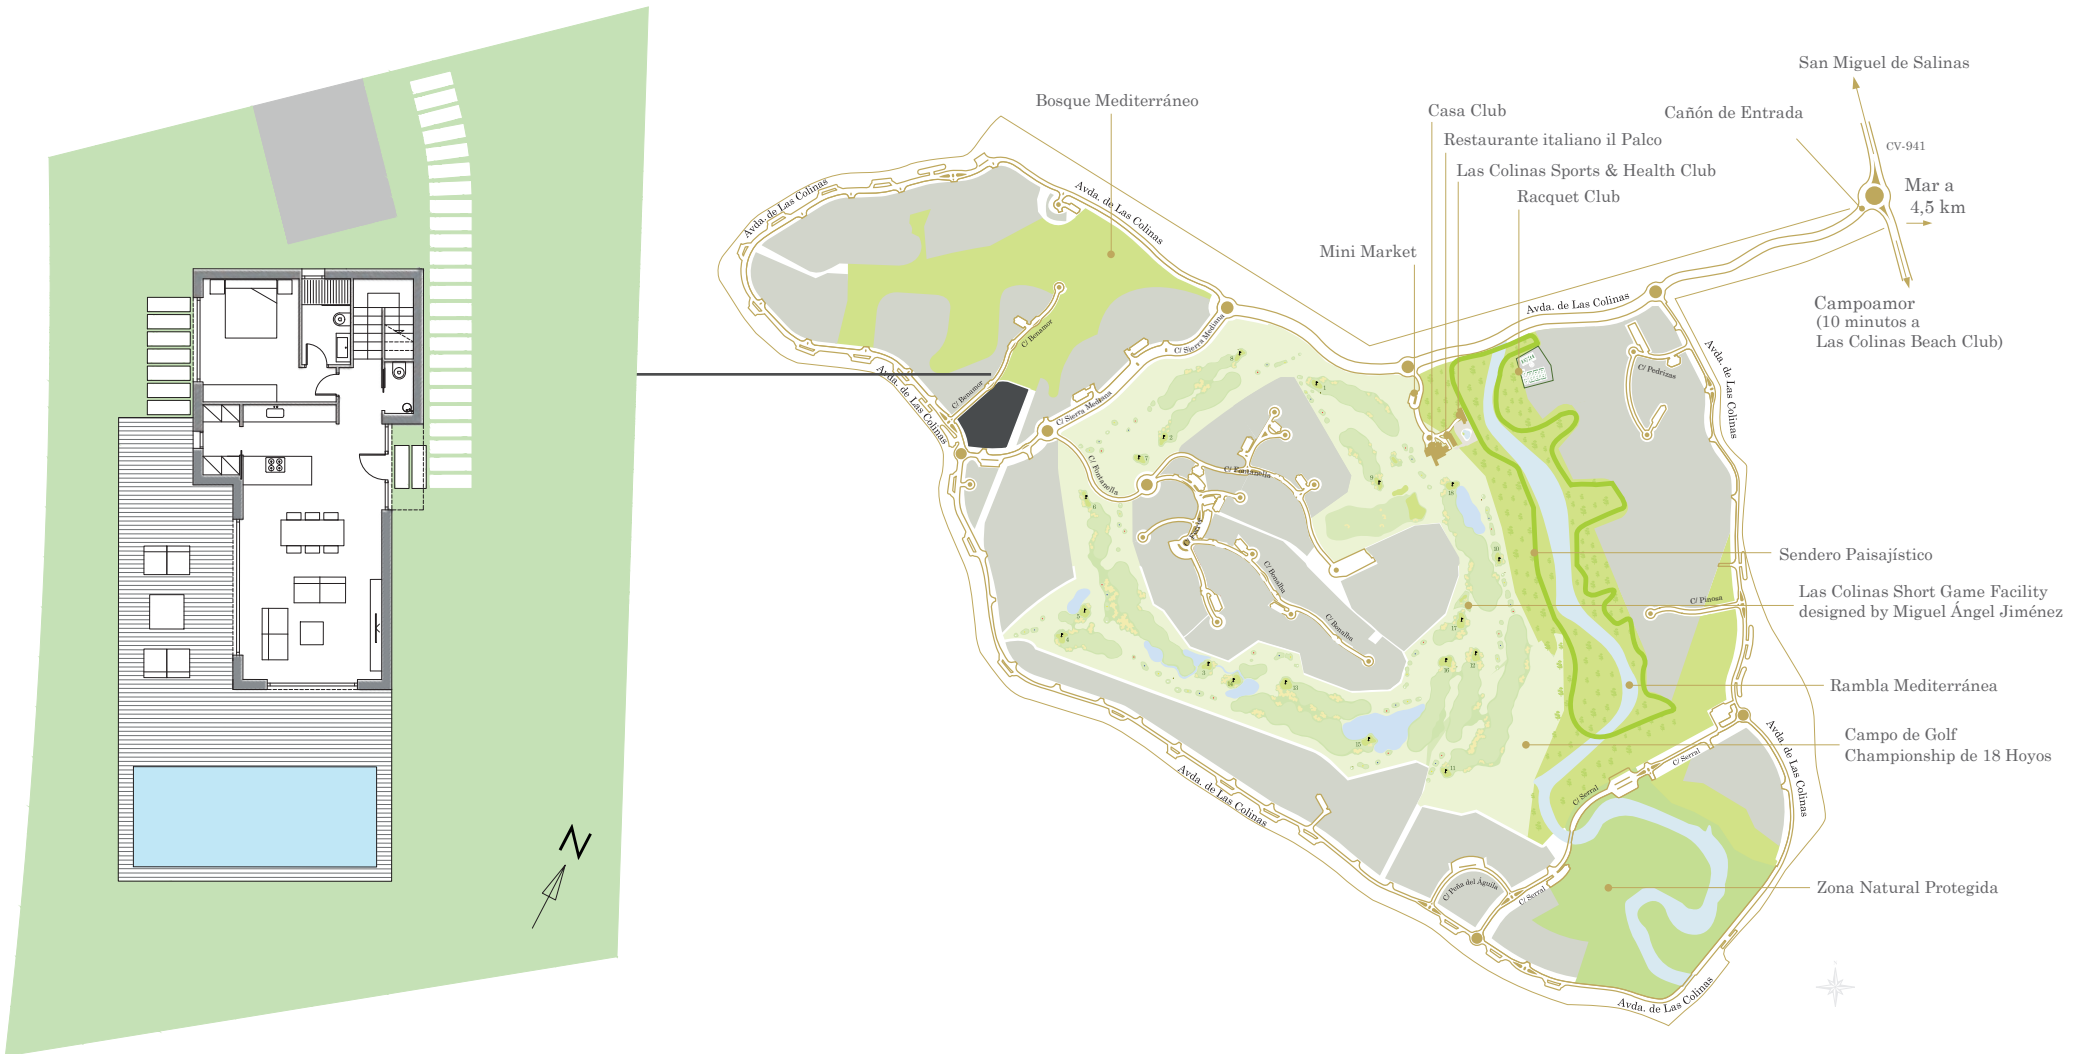 San Miguel de Salinas
Bosque Mediterráneo
Casa Club
Cañón de Entrada
Restaurante italiano il Palco
CV-941
Las Colinas Sports & Health Club
Racquet Club
Mar a
4,5 km
Mini Market
Avda. de Las Colinas
Avda. de Las Colinas
Avda. de Las Colinas
Campoamor
(10 minutos a
Las Colinas Beach Club)
C/ Benamor
C/ Sierra Mediana
C/ Pedrizas
Avda. de Las Colinas
Avda. de Las Colinas
C/ Benamor
C/ Sierra Mediana
C/ Fontanella
C/ Fontanella
Sendero Paisajístico
C/ Bonalba
C/ Bonalba
C/ Pinosa
Las Colinas Short Game Facility
designed by Miguel Ángel Jiménez
Rambla Mediterránea
Campo de Golf
Championship de 18 Hoyos
Avda. de Las Colinas
Avda. de Las Colinas
C/ Serral
C/ Serral
C/ Peña del Águila
C/ Serral
Zona Natural Protegida
Avda. de Las Colinas
N